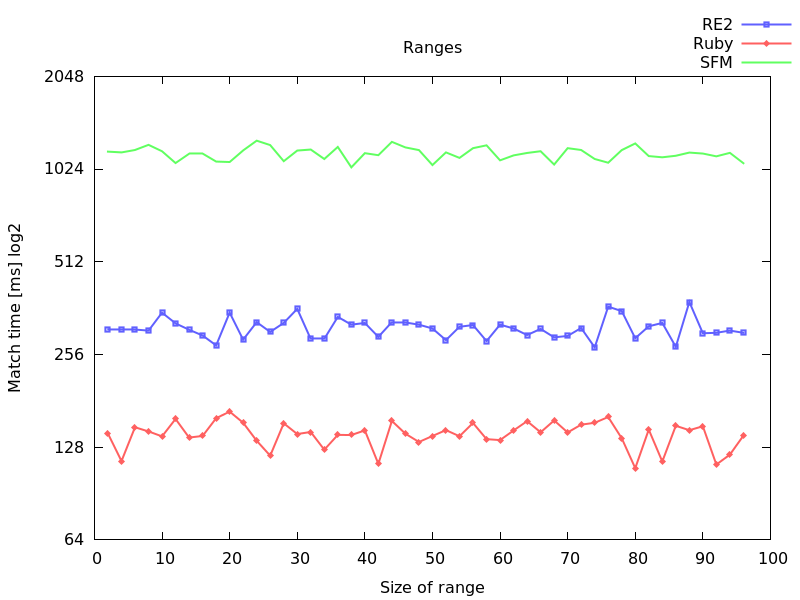 Ranges
RE2
Ruby
SFM
2048
1024
512
256
128
64
Match time [ms] log2
0 10 20 30 40 50 60 70 80 90 100
Size of range